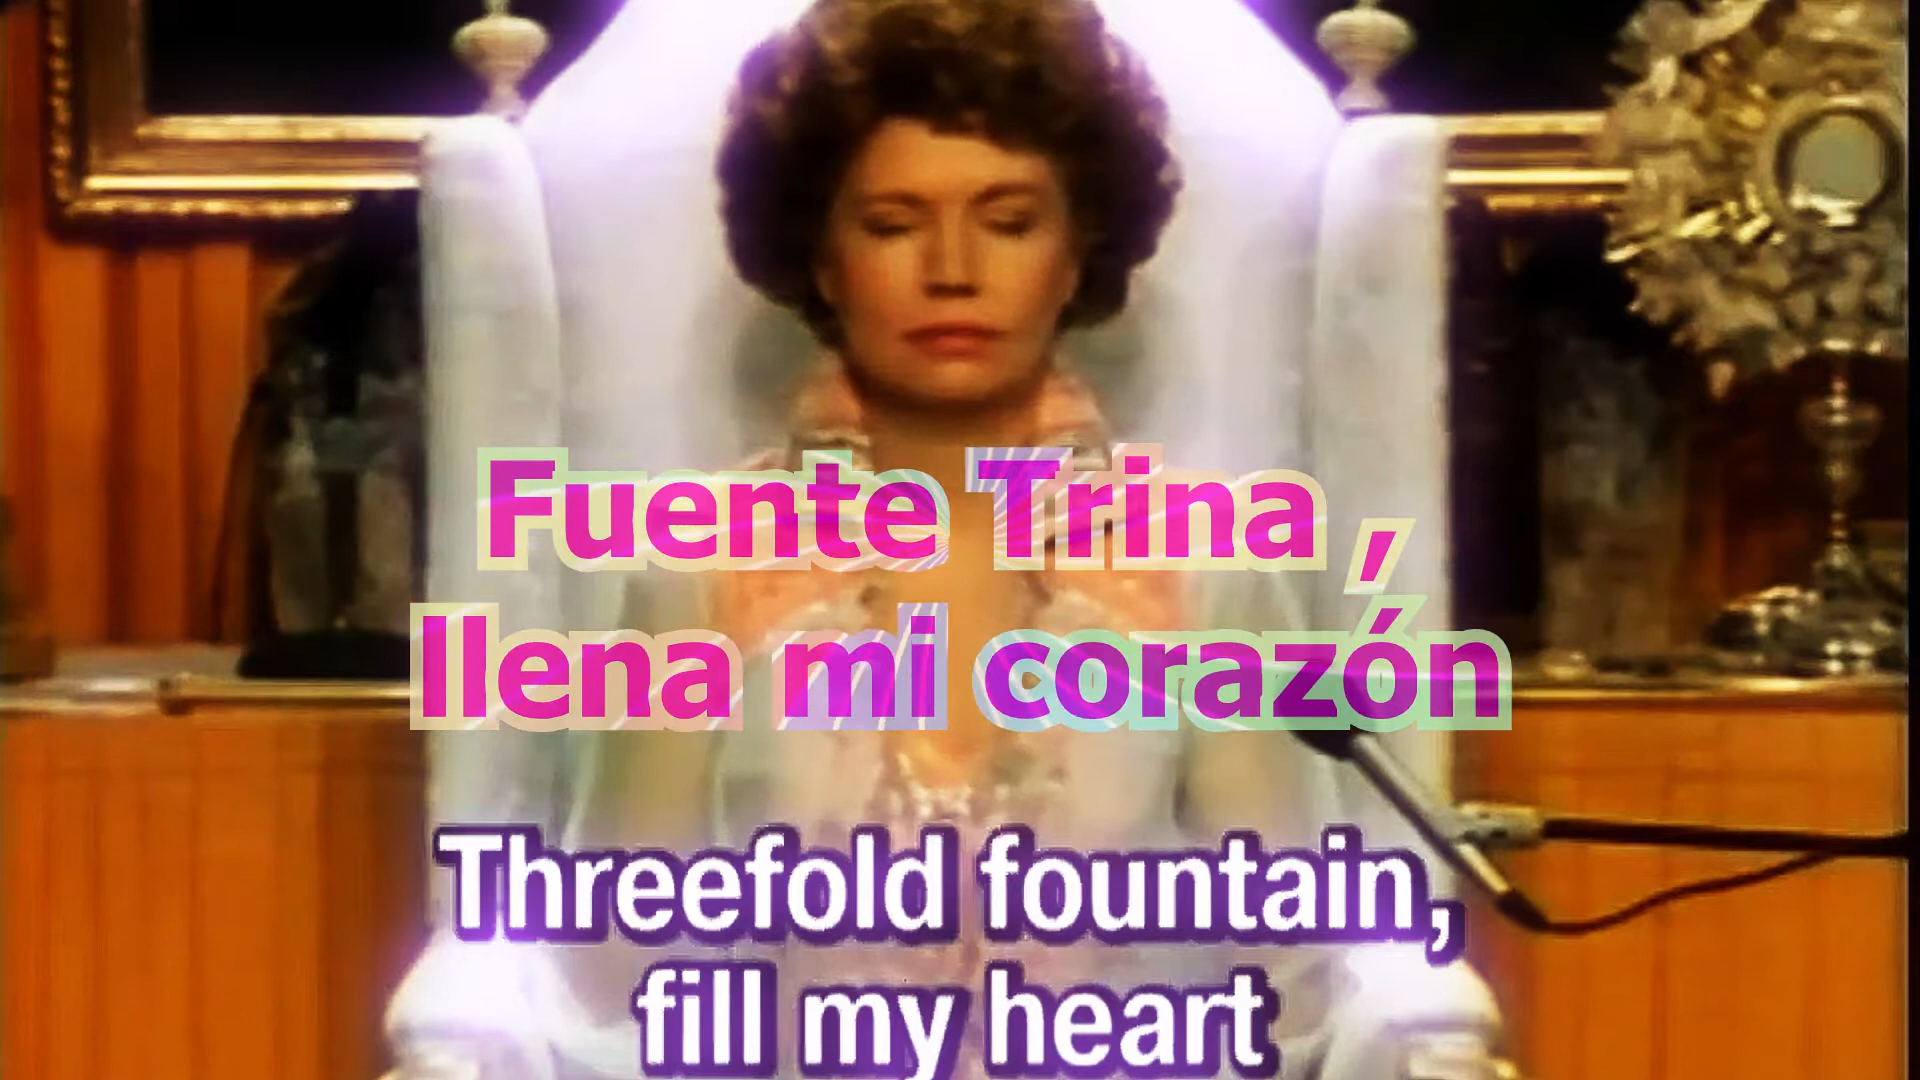 Fuente Trina ,
llena mi corazón
Threefold fountain,
fill my heart